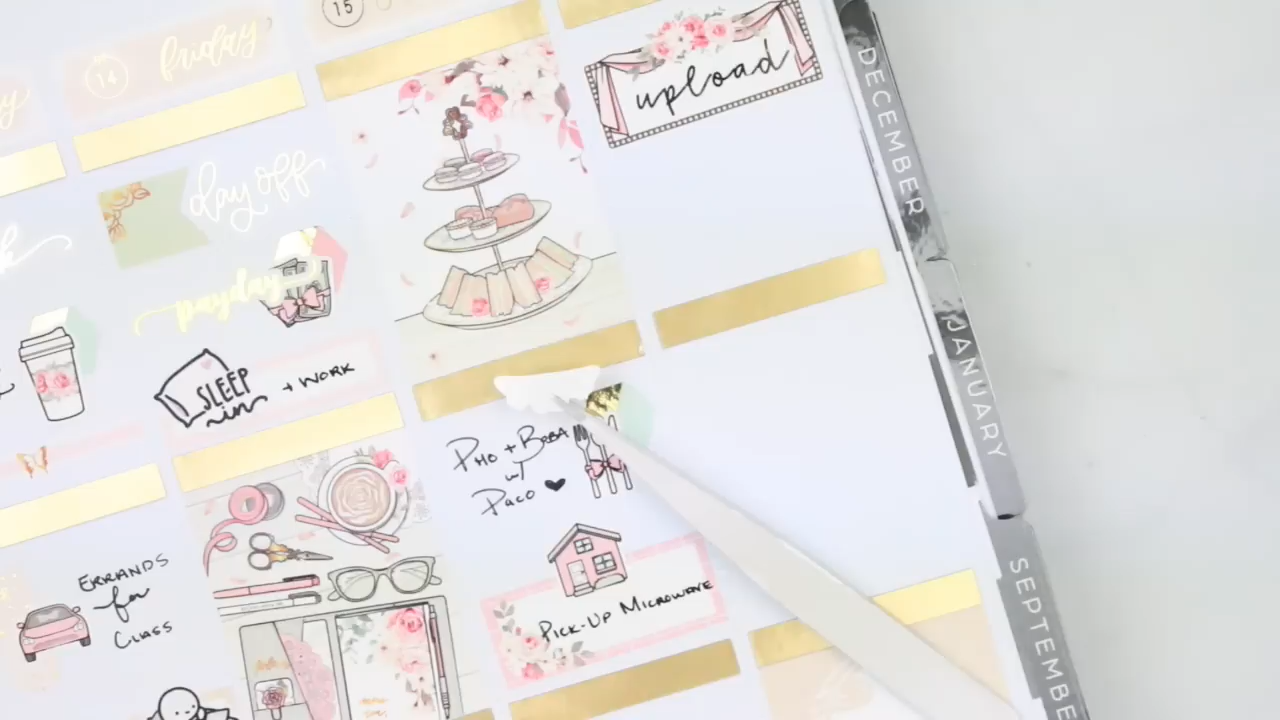 15
14 friday
upload
day off
payday
SLEEP
in
+ WORK
PHO + BOBA
w/
PACO ♥
PICK-UP MICROWAVE
ERRANDS
for
CLASS
DECEMBER
JANUARY